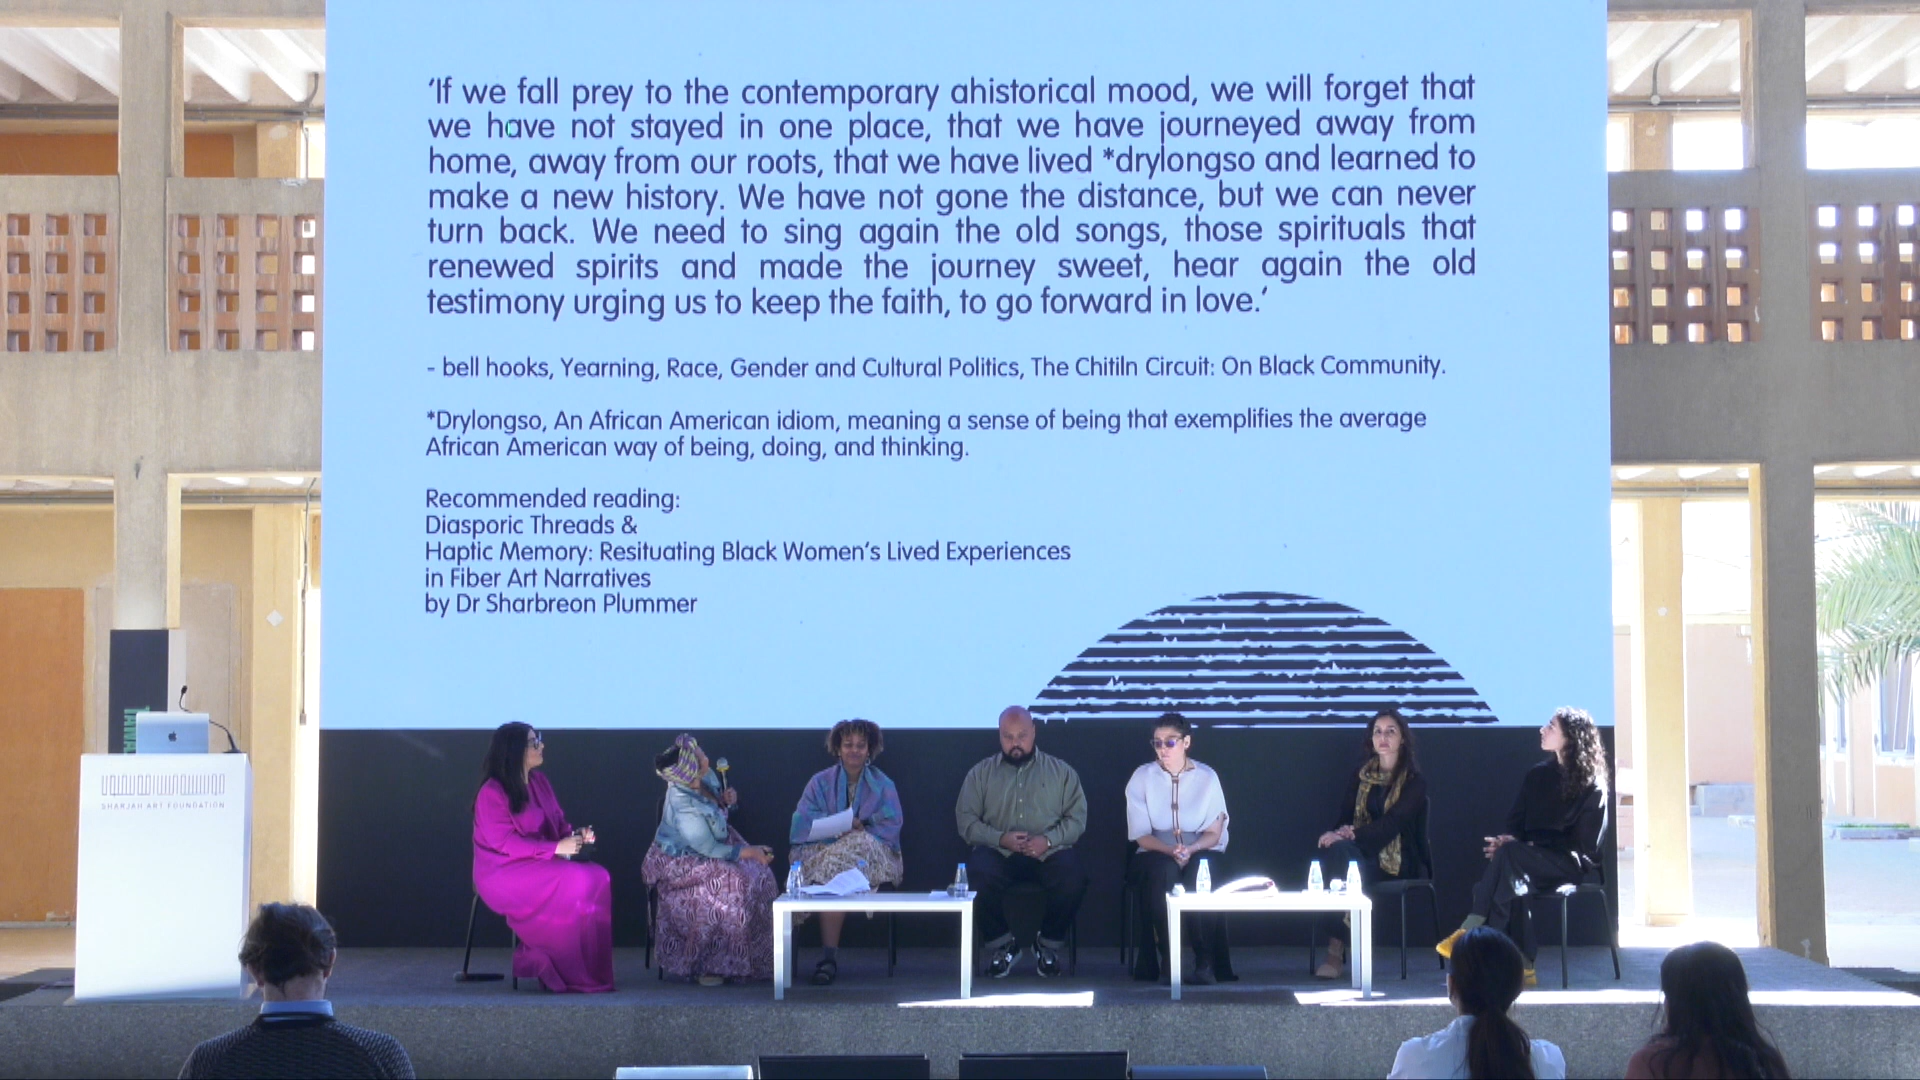 ‘If we fall prey to the contemporary ahistorical mood, we will forget that
we have not stayed in one place, that we have journeyed away from
home, away from our roots, that we have lived *drylongso and learned to
make a new history. We have not gone the distance, but we can never
turn back. We need to sing again the old songs, those spirituals that
renewed spirits and made the journey sweet, hear again the old
testimony urging us to keep the faith, to go forward in love.’
- bell hooks, Yearning, Race, Gender and Cultural Politics, The Chitiln Circuit: On Black Community.
*Drylongso, An African American idiom, meaning a sense of being that exemplifies the average
African American way of being, doing, and thinking.
Recommended reading:
Diasporic Threads &
Haptic Memory: Resituating Black Women’s Lived Experiences
in Fiber Art Narratives
by Dr Sharbreon Plummer
SHARJAH ART FOUNDATION